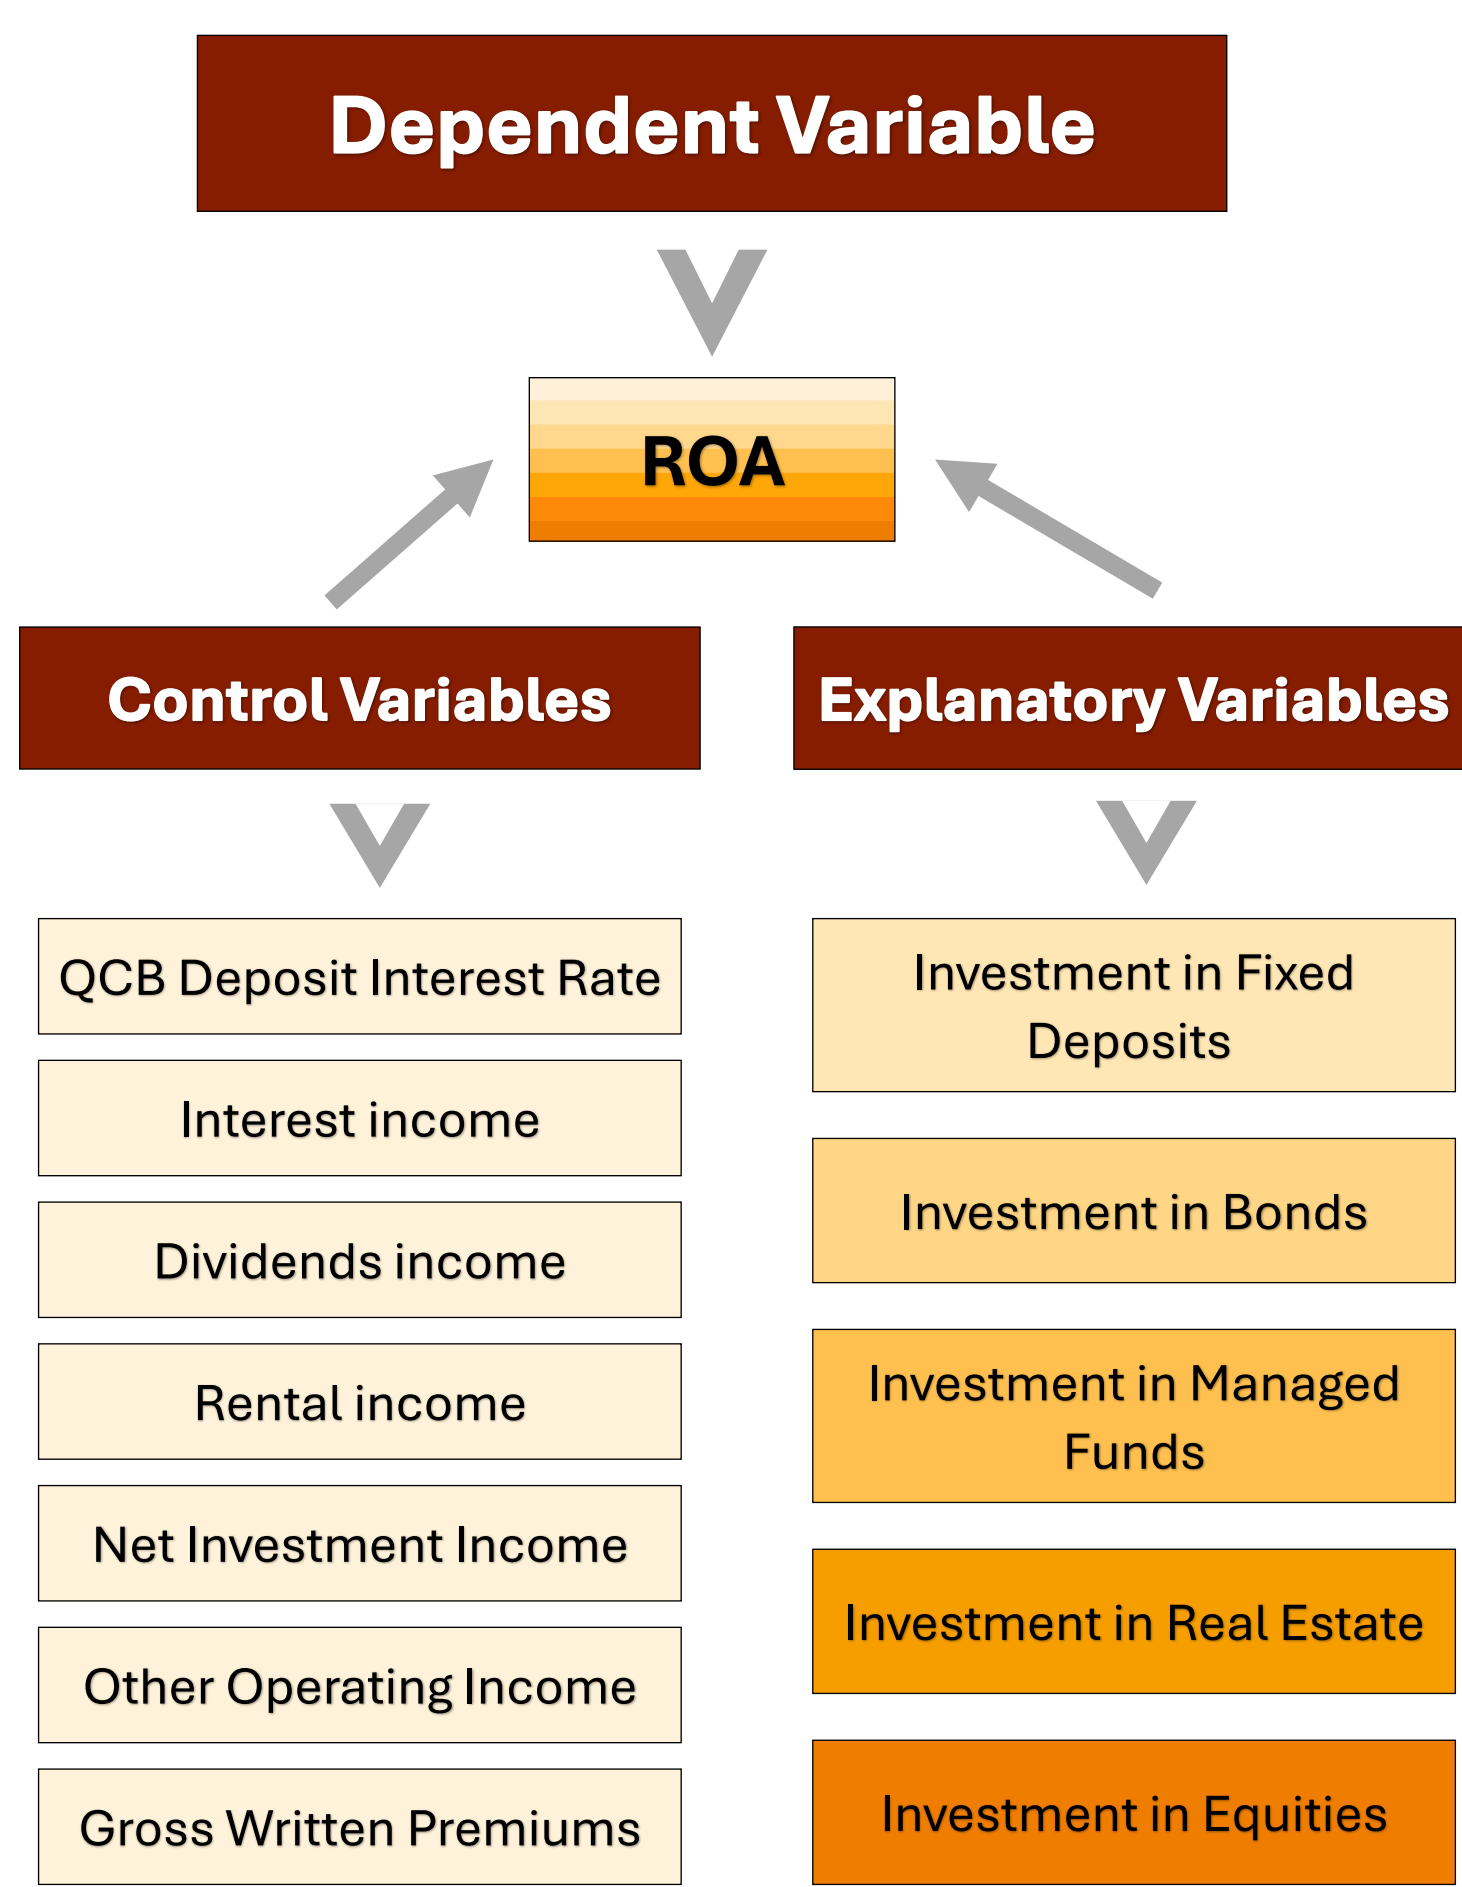 Dependent Variable
ROA
Control Variables
QCB Deposit Interest Rate
Interest income
Dividends income
Rental income
Net Investment Income
Other Operating Income
Gross Written Premiums
Explanatory Variables
Investment in Fixed
Deposits
Investment in Bonds
Investment in Managed
Funds
Investment in Real Estate
Investment in Equities